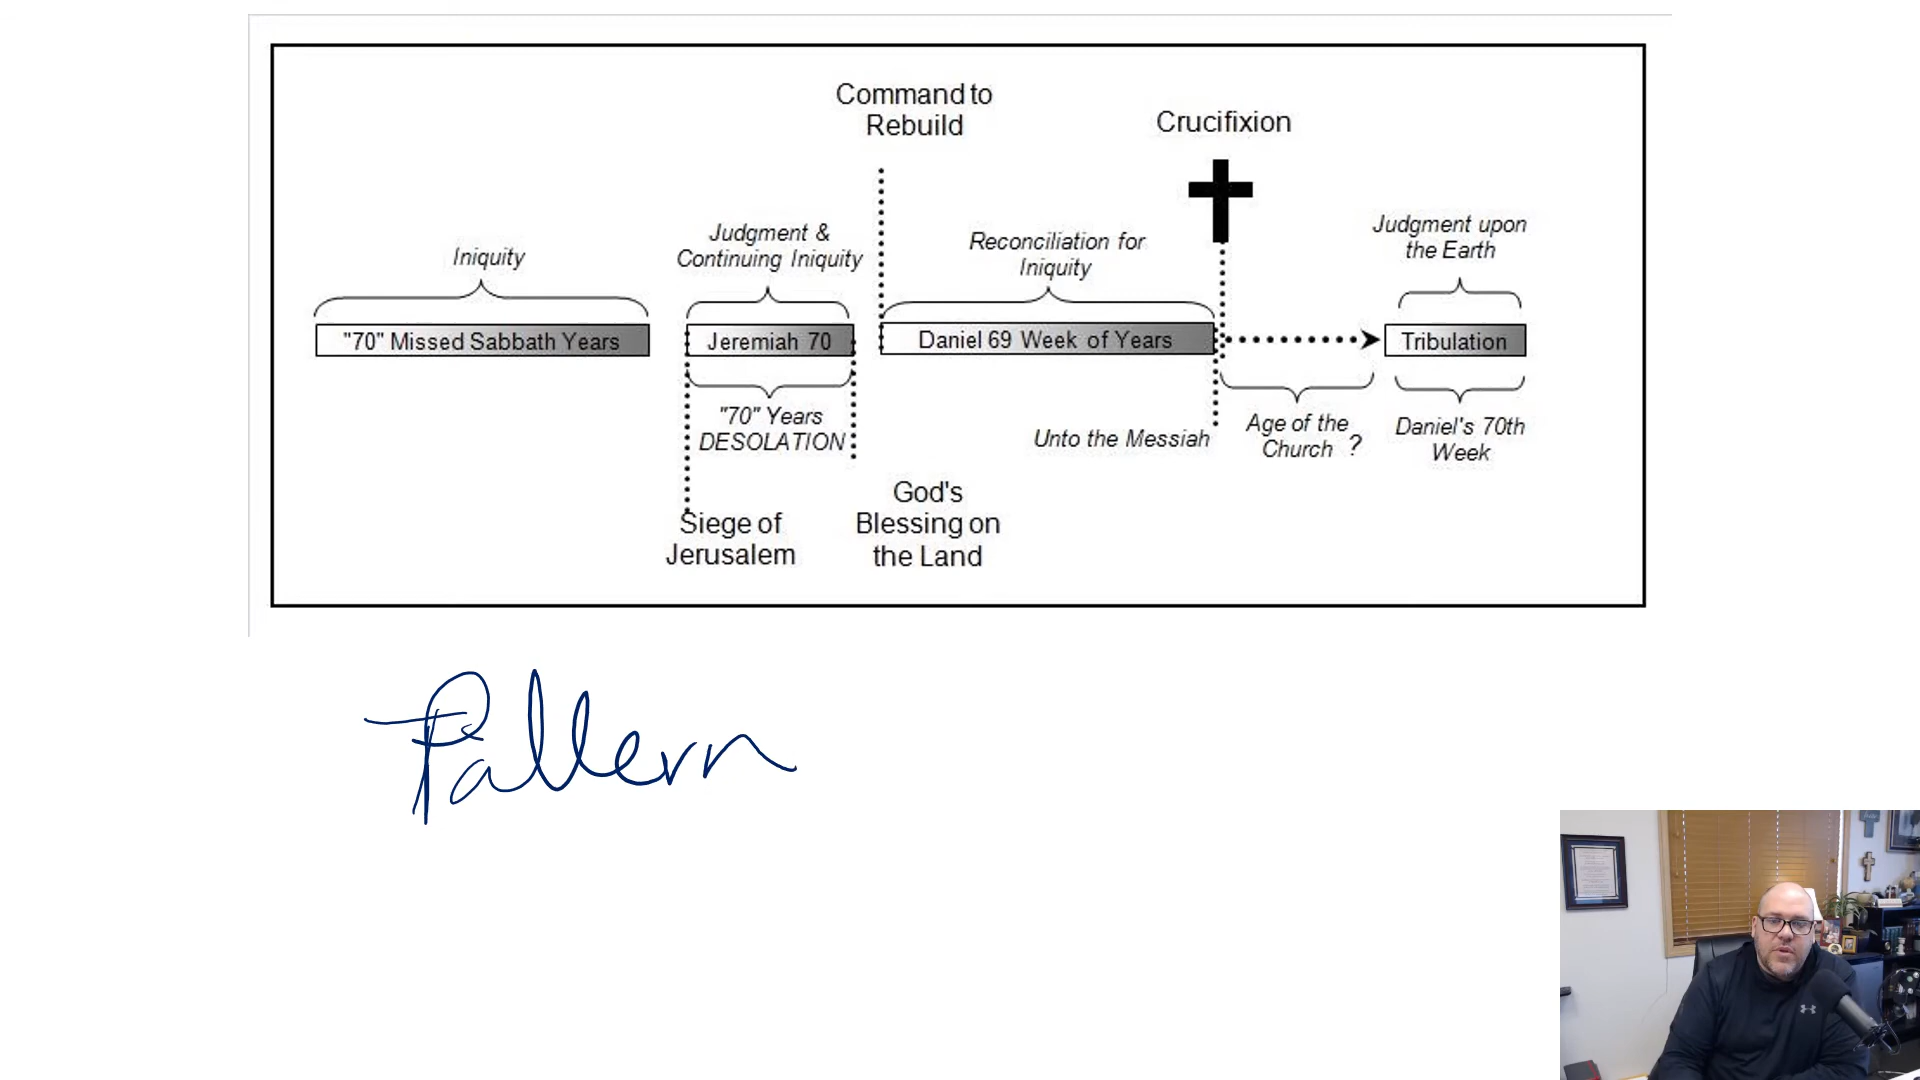 Command to
Rebuild
Crucifixion
Iniquity
Judgment &
Continuing Iniquity
Reconciliation for
Iniquity
Judgment upon
the Earth
"70" Missed Sabbath Years
Jeremiah 70
Daniel 69 Week of Years
Tribulation
"70" Years
DESOLATION
Unto the Messiah
Age of the
Church ?
Daniel's 70th
Week
Siege of
Jerusalem
God's
Blessing on
the Land
Pattern